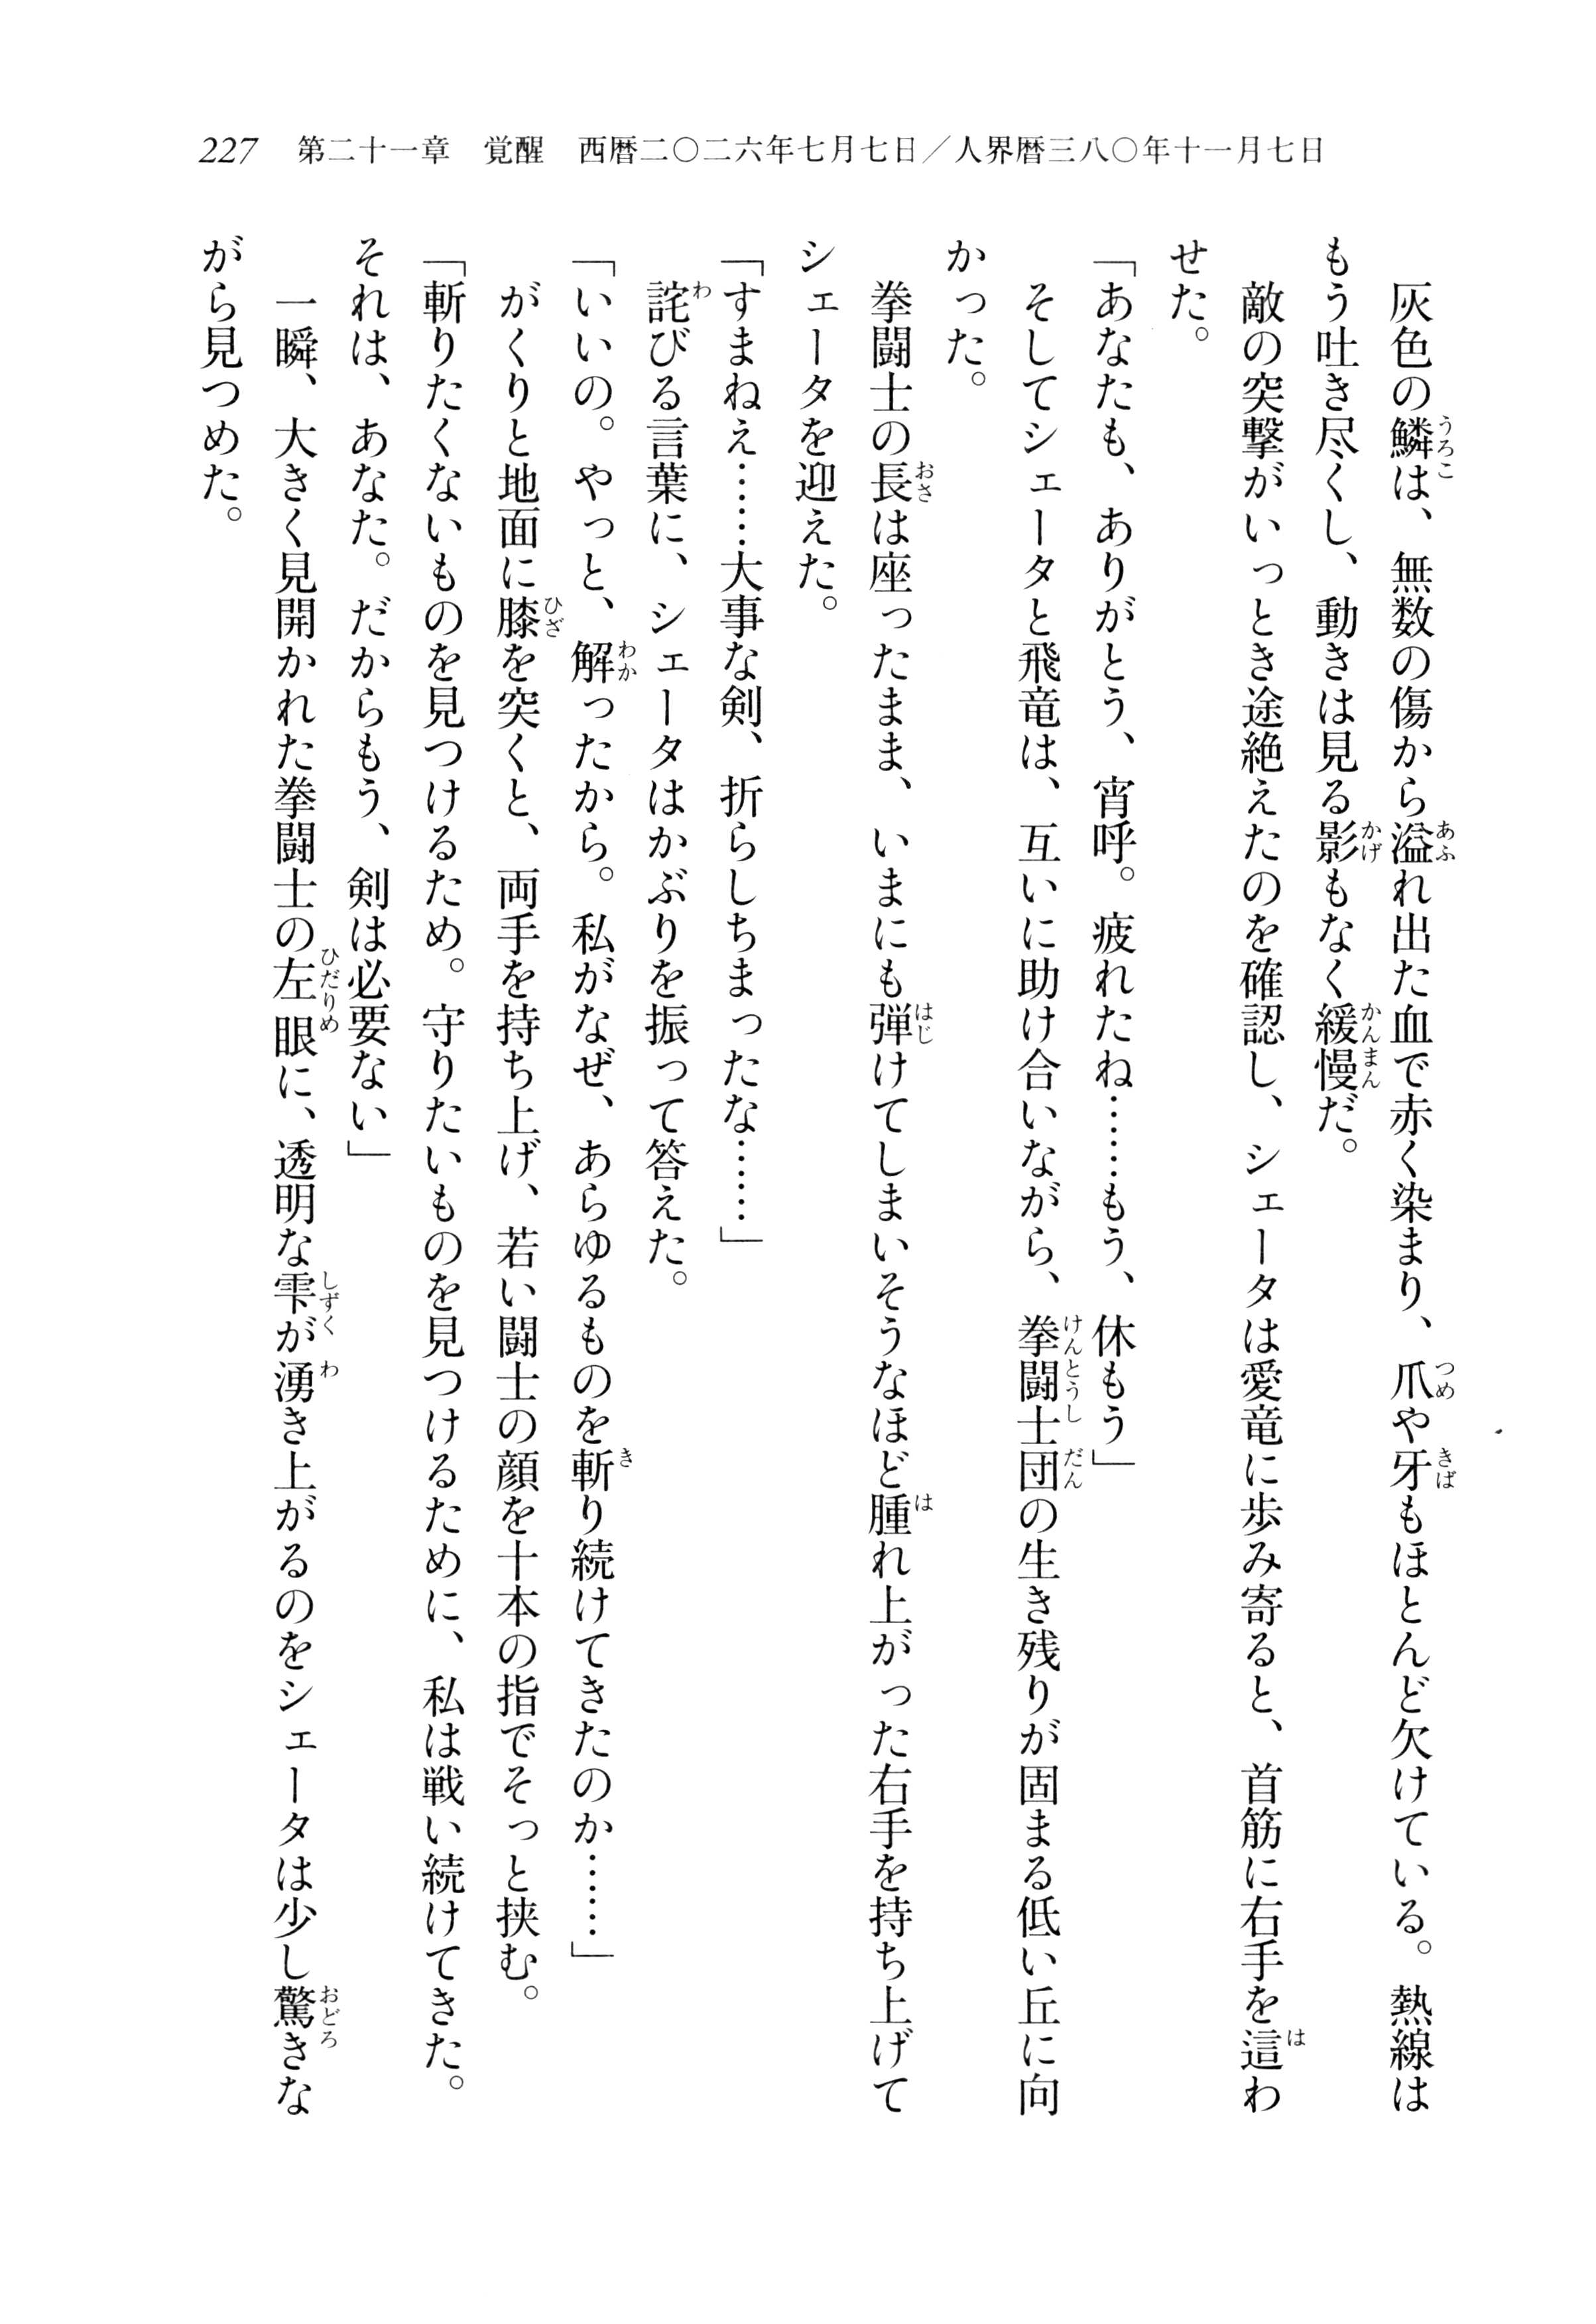 227 第二十一章 覚醒 西暦二〇二六年七月七日／人界暦三八〇年十一月七日
　灰色の鱗は、無数の傷から溢れ出た血で赤く染まり、爪や牙もほとんど欠けている。熱線は
もう吐き尽くし、動きは見る影もなく緩慢だ。
　敵の突撃がいっとき途絶えたのを確認し、シェータは愛竜に歩み寄ると、首筋に右手を這わ
せた。
「あなたも、ありがとう、宵呼。疲れたね……もう、休もう」
　そしてシェータと飛竜は、互いに助け合いながら、拳闘士団の生き残りが固まる低い丘に向
かった。
　拳闘士の長は座ったまま、いまにも弾けてしまいそうなほど腫れ上がった右手を持ち上げて
シェータを迎えた。
「すまねえ……大事な剣、折らしちまったな……」
　詫びる言葉に、シェータはかぶりを振って答えた。
「いいの。やっと、解ったから。私がなぜ、あらゆるものを斬り続けてきたのか……」
　がくりと地面に膝を突くと、両手を持ち上げ、若い闘士の顔を十本の指でそっと挟む。
「斬りたくないものを見つけるため。守りたいものを見つけるために、私は戦い続けてきた。
それは、あなた。だからもう、剣は必要ない」
　一瞬、大きく見開かれた拳闘士の左眼に、透明な雫が湧き上がるのをシェータは少し驚きな
がら見つめた。